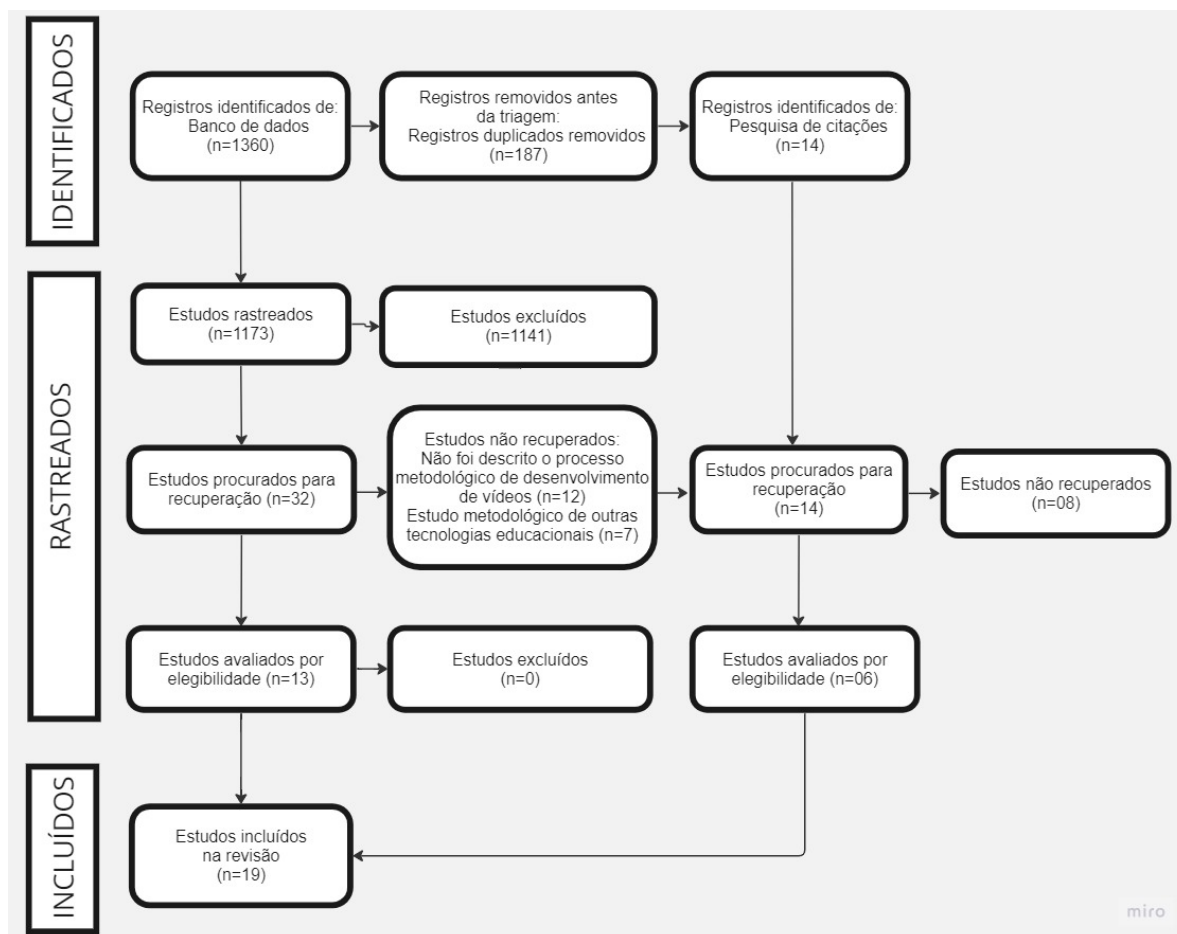 IDENTIFICADOS
Registros identificados de:
Banco de dados
(n=1360)
Registros removidos antes
da triagem:
Registros duplicados removidos
(n=187)
Registros identificados de:
Pesquisa de citações
(n=14)
RASTREADOS
Estudos rastreados
(n=1173)
Estudos excluídos
(n=1141)
Estudos procurados para
recuperação (n=32)
Estudos não recuperados:
Não foi descrito o processo
metodológico de desenvolvimento
de vídeos (n=12)
Estudo metodológico de outras
tecnologias educacionais (n=7)
Estudos procurados para
recuperação
(n=14)
Estudos não recuperados
(n=08)
Estudos avaliados por
elegibilidade (n=13)
Estudos excluídos
(n=0)
Estudos avaliados por
elegibilidade (n=06)
INCLUÍDOS
Estudos incluídos
na revisão
(n=19)
miro